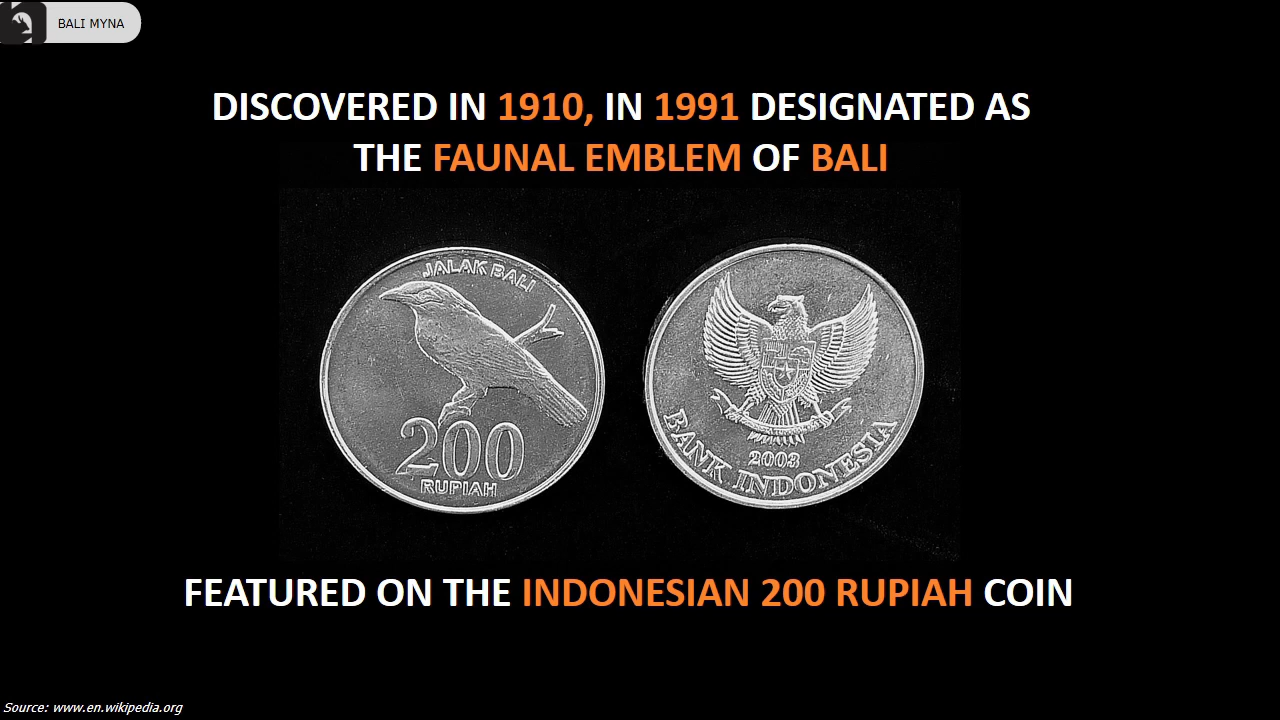 BALI MYNA
DISCOVERED IN 1910, IN 1991 DESIGNATED AS
THE FAUNAL EMBLEM OF BALI
JALAK BALI
200
RUPIAH
2003
BANK INDONESIA
FEATURED ON THE INDONESIAN 200 RUPIAH COIN
Source: www.en.wikipedia.org